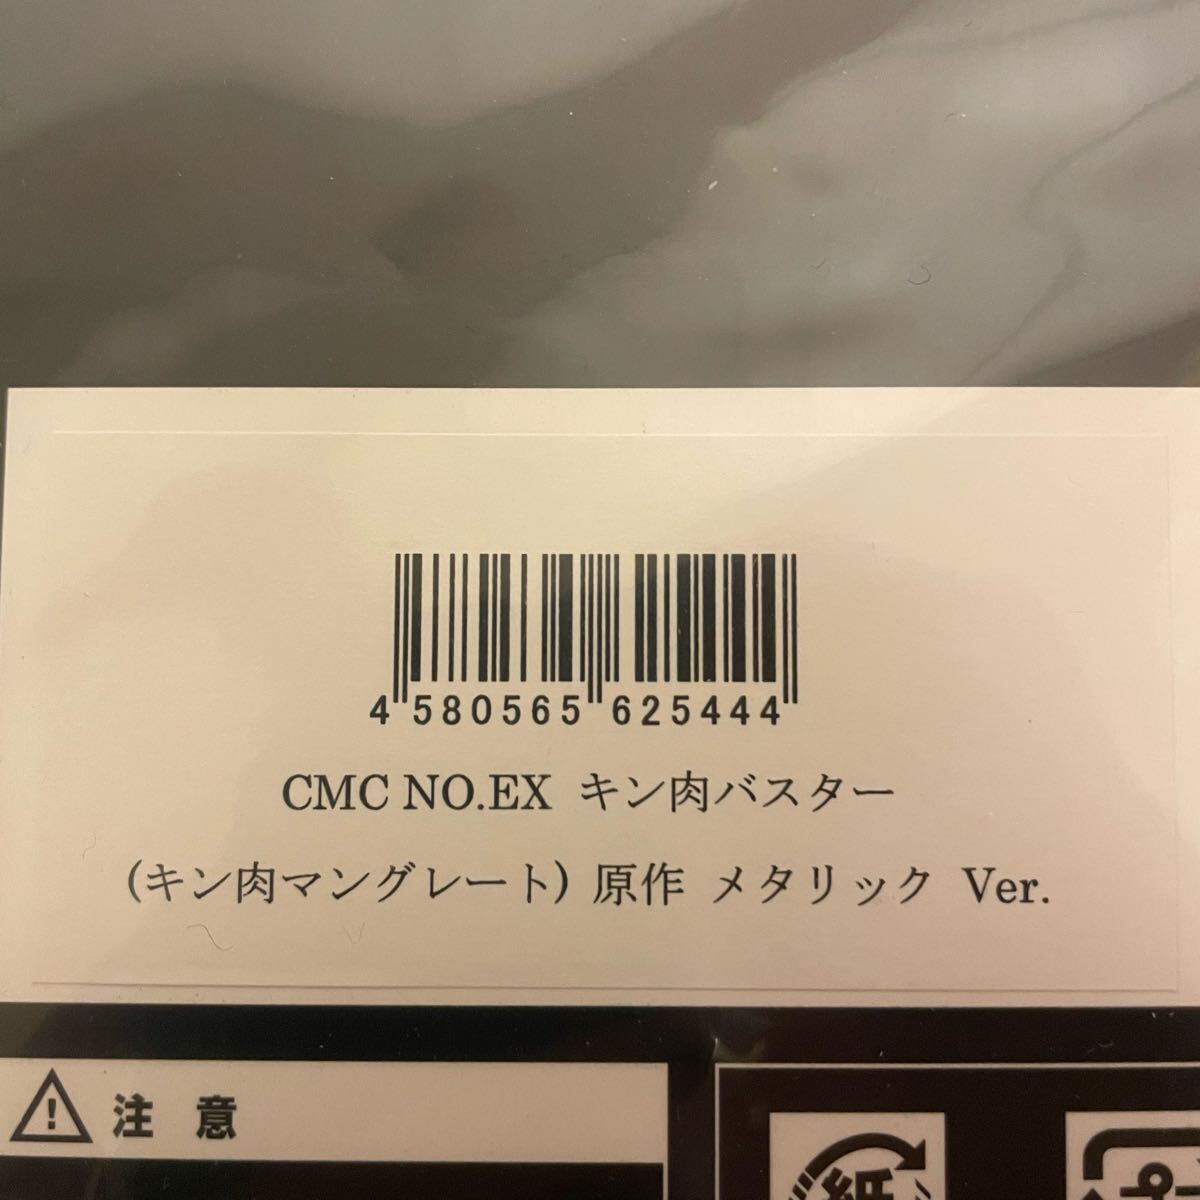 4 580565 625444
CMC NO.EX キン肉バスター
(キン肉マングレート) 原作 メタリック Ver.
注 意
紙